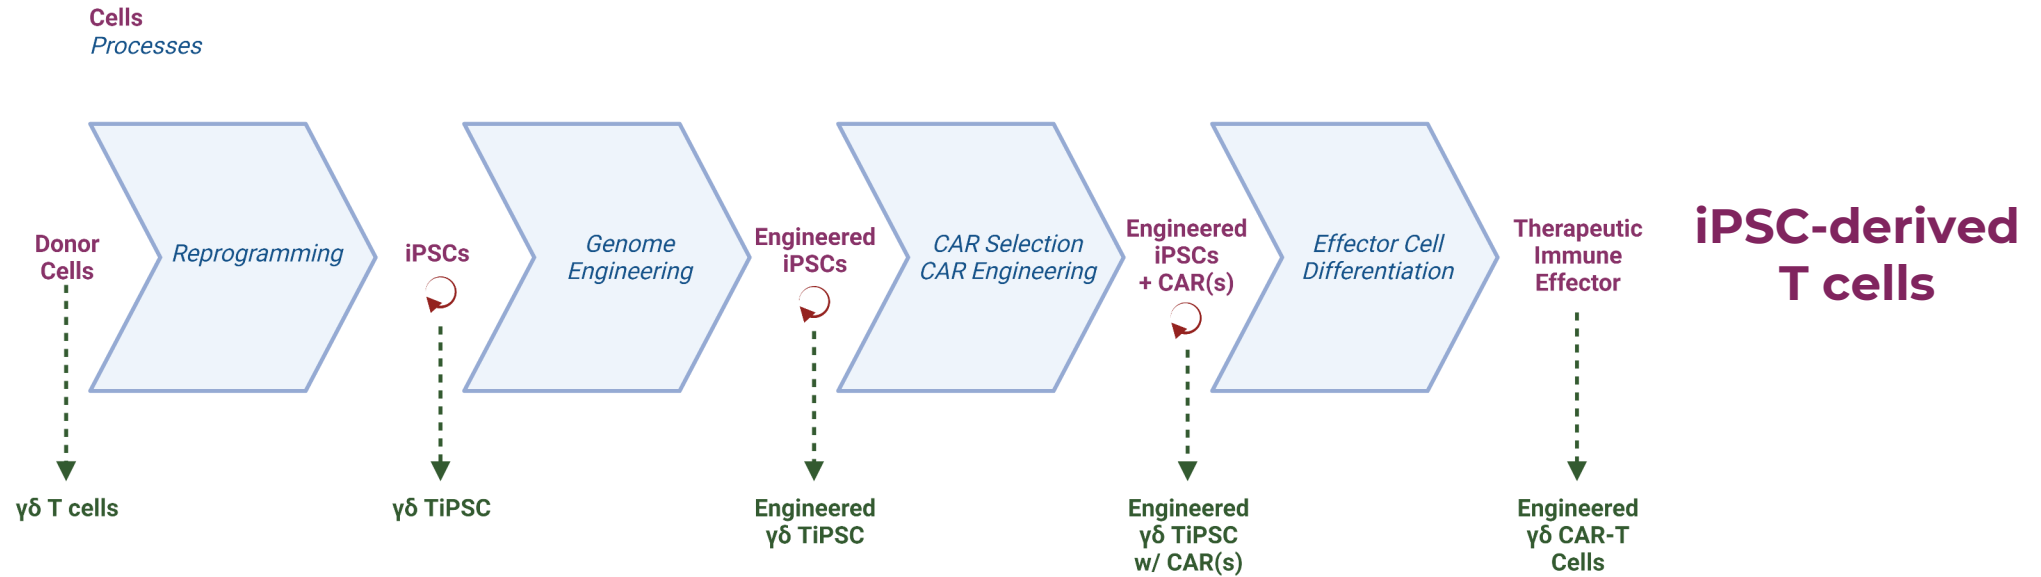 Cells
Processes
Donor
Cells
Reprogramming
iPSCs
Genome
Engineering
Engineered
iPSCs
CAR Selection
CAR Engineering
Engineered
iPSCs
+ CAR(s)
Effector Cell
Differentiation
Therapeutic
Immune
Effector
iPSC-derived
T cells
γδ T cells
γδ TiPSC
Engineered
γδ TiPSC
Engineered
γδ TiPSC
w/ CAR(s)
Engineered
γδ CAR-T
Cells